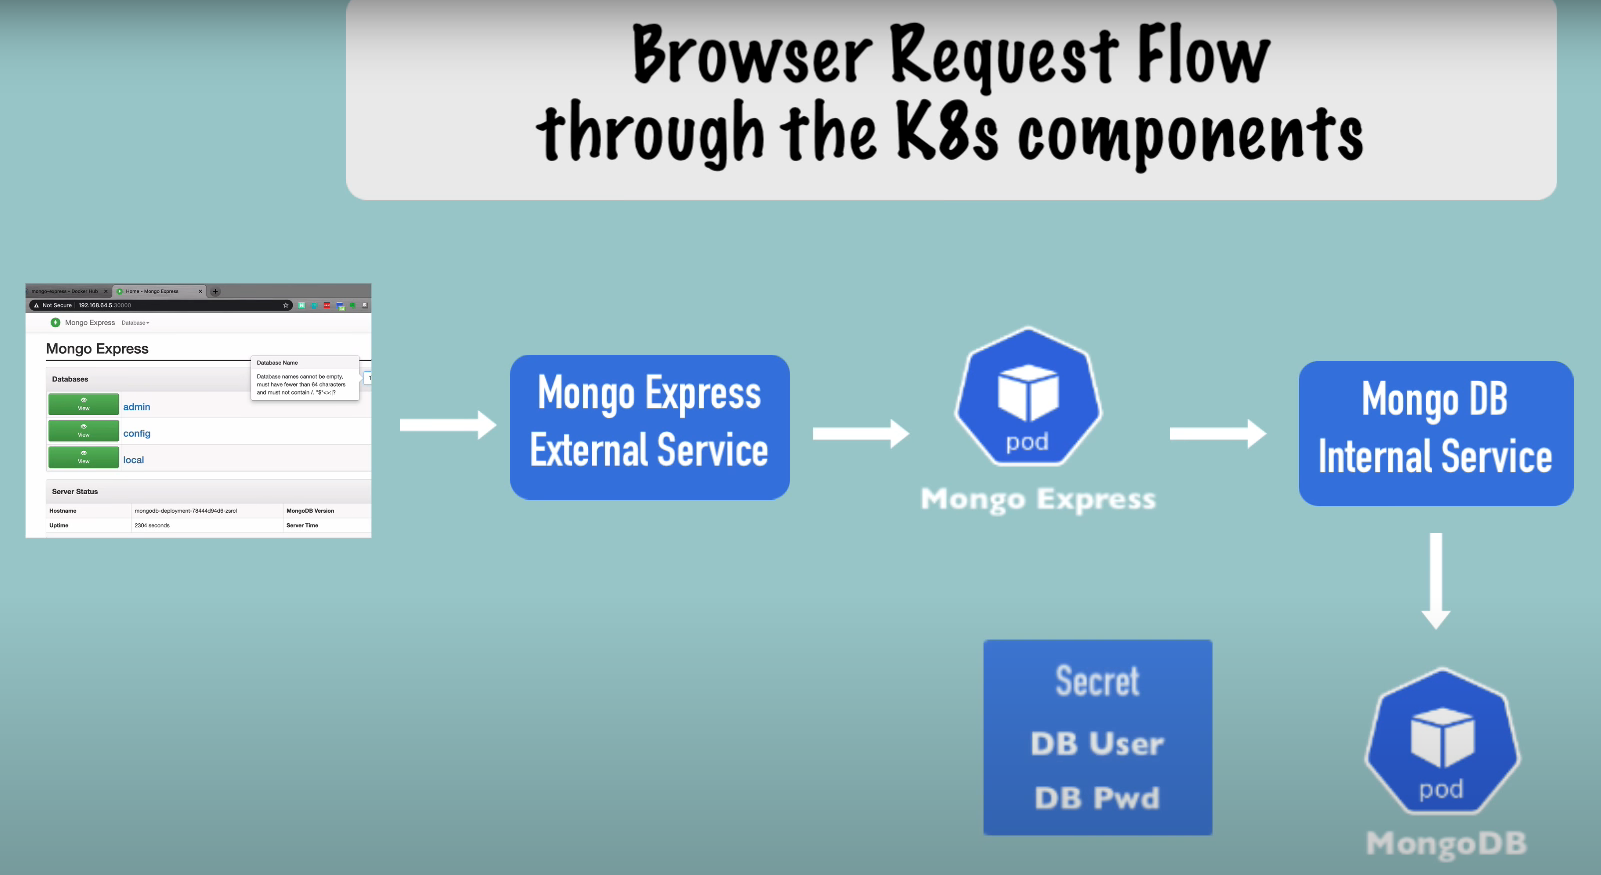 Browser Request Flow
through the K8s components
mongo-express - Docker Hub
Home - Mongo Express
Not Secure 192.168.64.5:30000
Mongo Express Database
Mongo Express
Databases
View admin
View config
View local
Database Name
Database names cannot be empty,
must have fewer than 64 characters
and must not contain
Server Status
Hostname mongodb-deployment-78444d94d6-zsrcl MongoDB Version
Uptime 2304 seconds Server Time
Mongo Express
External Service
pod
Mongo Express
Mongo DB
Internal Service
Secret
DB User
DB Pwd
pod
MongoDB